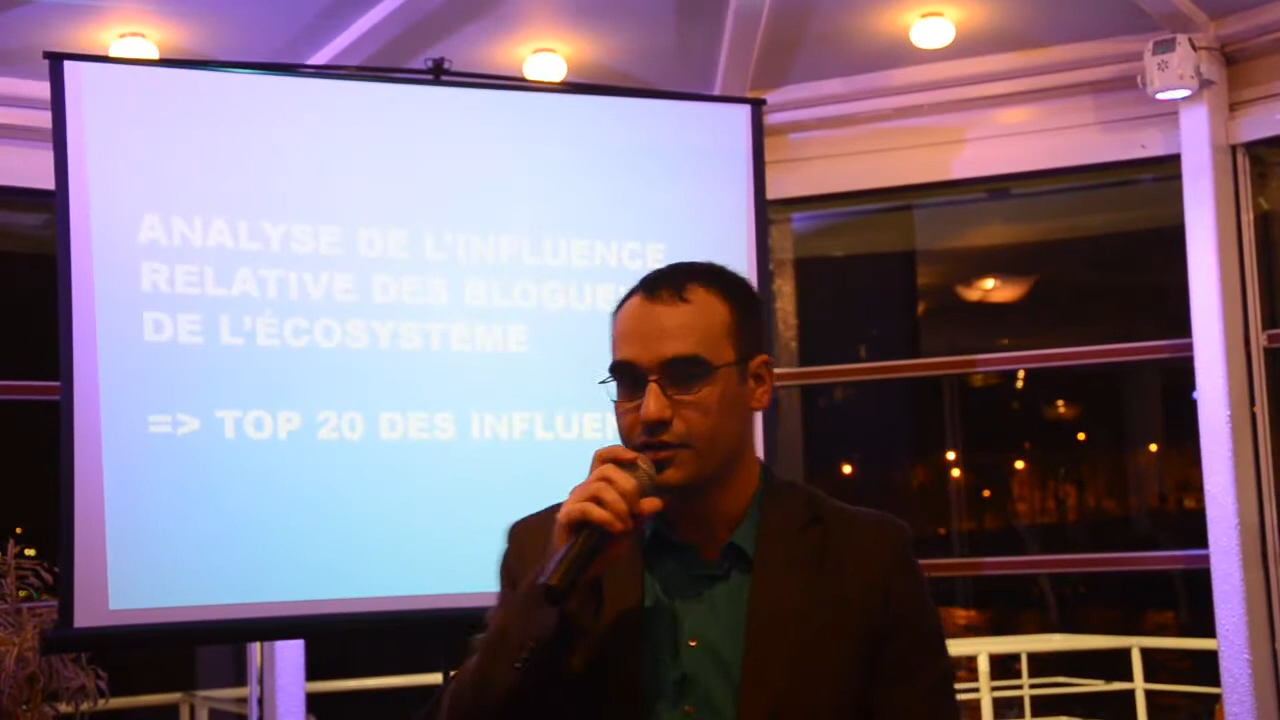 ANALYSE DE L'INFLUENCE
RELATIVE DES
DE L'ÉCOSYSTÈME
=> TOP 20 DES